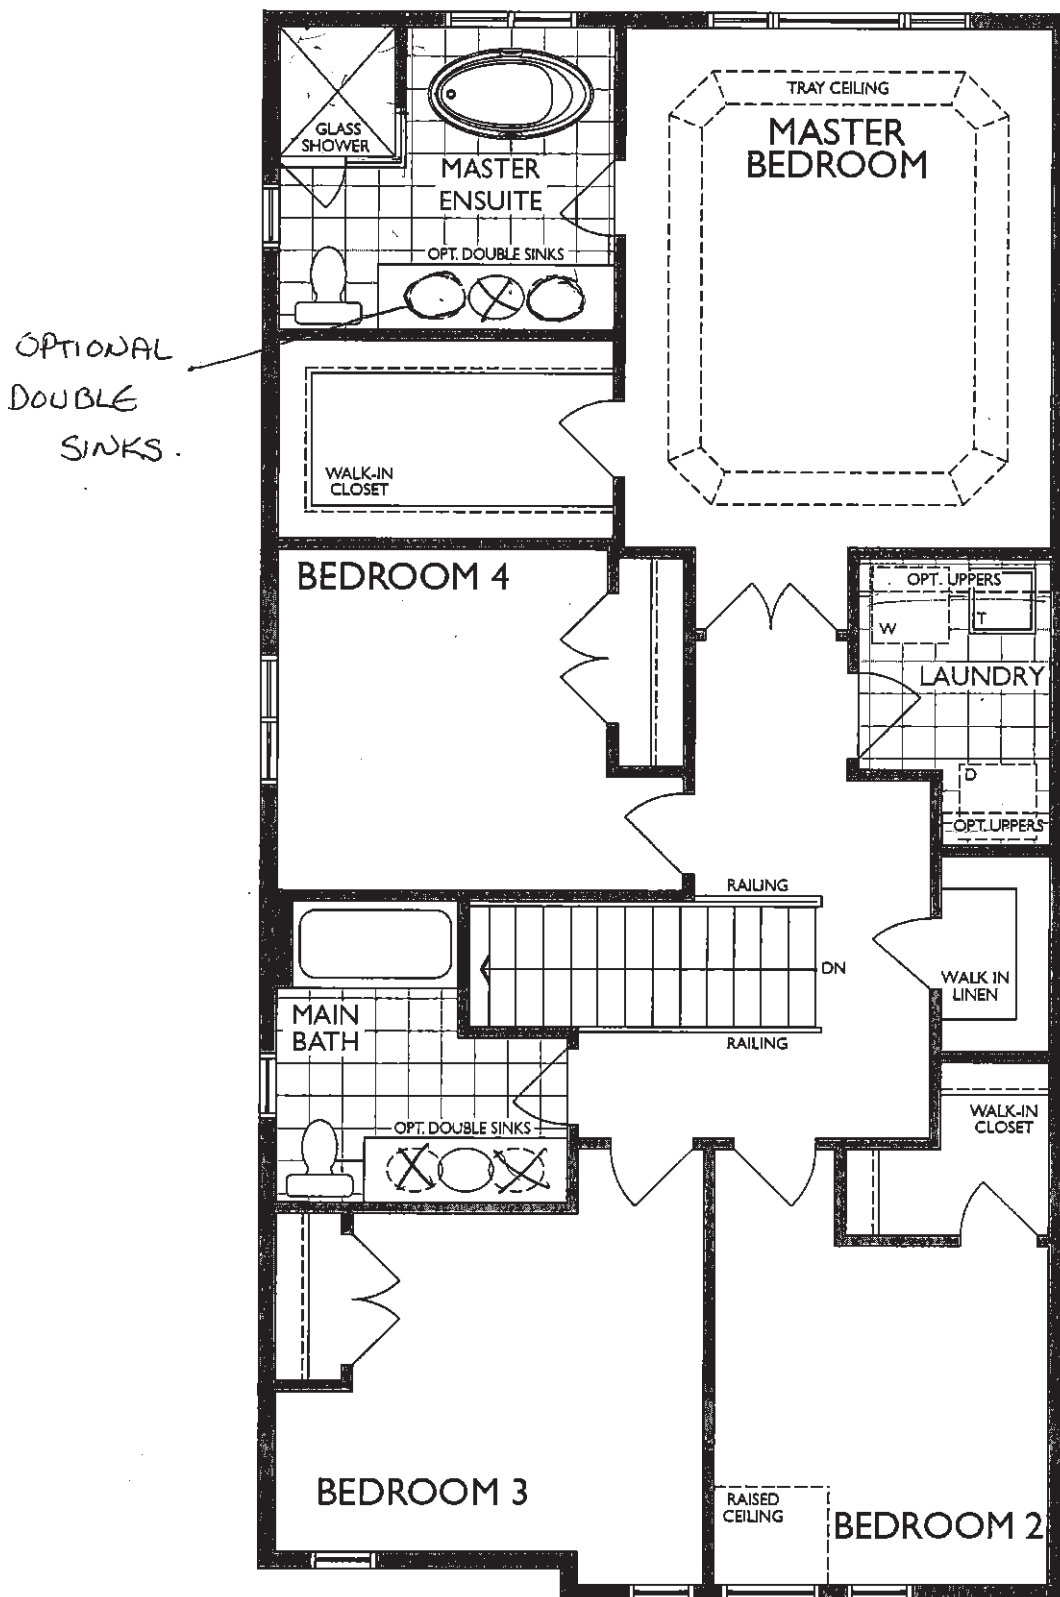 GLASS
SHOWER
MASTER
ENSUITE
OPT. DOUBLE SINKS
TRAY CEILING
MASTER
BEDROOM
OPTIONAL
DOUBLE
SINKS.
WALK-IN
CLOSET
BEDROOM 4
OPT. UPPERS
W
T
LAUNDRY
D
OPT. UPPERS
RAILING
DN
WALK IN
LINEN
MAIN
BATH
RAILING
OPT. DOUBLE SINKS
WALK-IN
CLOSET
BEDROOM 3
RAISED
CEILING
BEDROOM 2